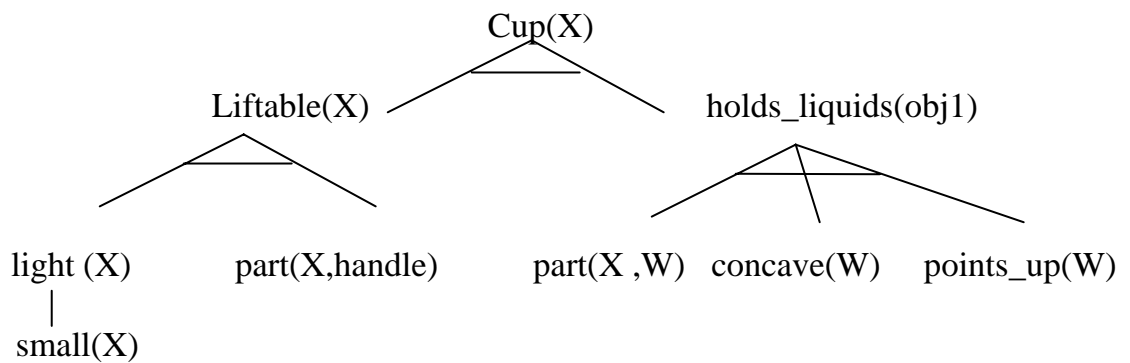 Cup(X)
Liftable(X) holds_liquids(obj1)
light (X) part(X,handle) part(X ,W) concave(W) points_up(W)
small(X)